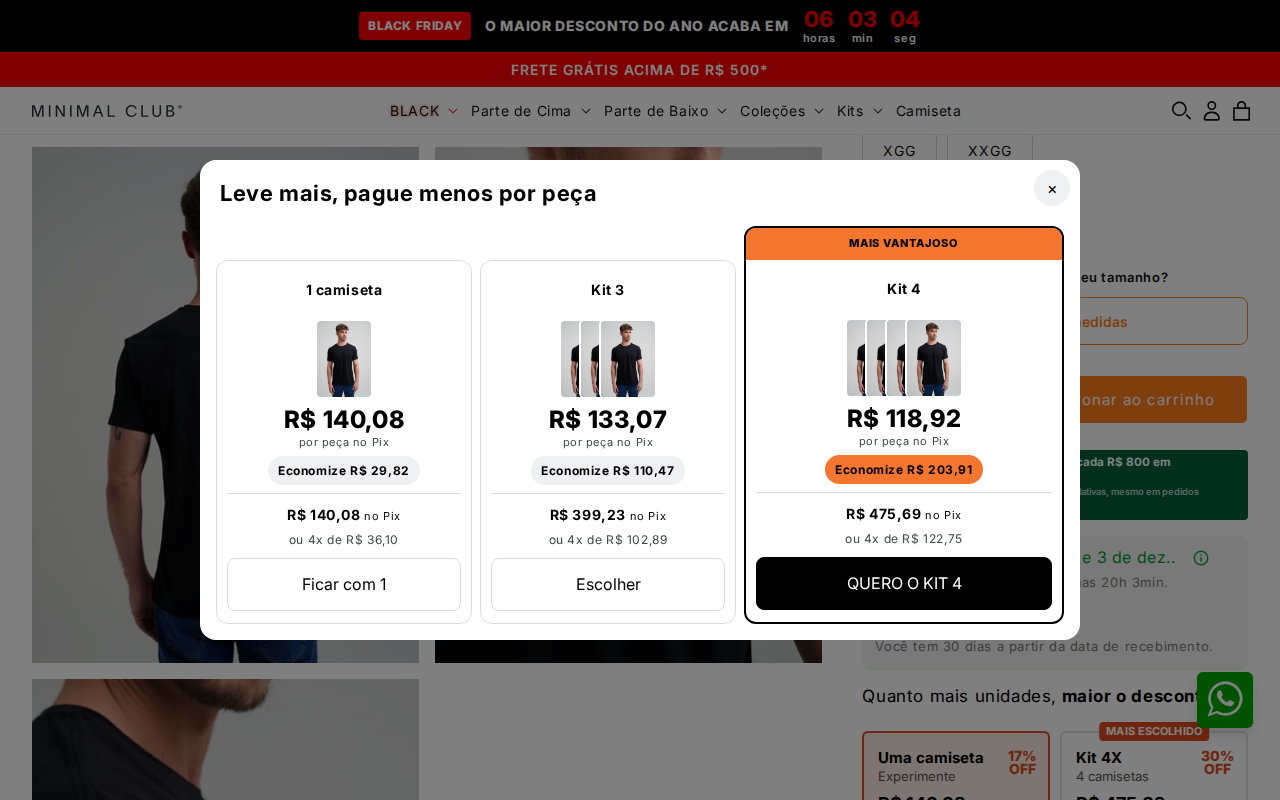 BLACK FRIDAY
O MAIOR DESCONTO DO ANO ACABA EM
06 03 04
horas min seg
FRETE GRÁTIS ACIMA DE R$ 500*
MINIMAL CLUB
BLACK Parte de Cima Parte de Baixo Coleções Kits Camiseta
XGG XXGG
Leve mais, pague menos por peça
×
1 camiseta
R$ 140,08
por peça no Pix
Economize R$ 29,82
R$ 140,08 no Pix
ou 4x de R$ 36,10
Ficar com 1
Kit 3
R$ 133,07
por peça no Pix
Economize R$ 110,47
R$ 399,23 no Pix
ou 4x de R$ 102,89
Escolher
MAIS VANTAJOSO
Kit 4
R$ 118,92
por peça no Pix
Economize R$ 203,91
R$ 475,69 no Pix
ou 4x de R$ 122,75
QUERO O KIT 4
eu tamanho?
edidas
onar ao carrinho
cada R$ 800 em
lativas, mesmo em pedidos
e 3 de dez..
as 20h 3min.
Você tem 30 dias a partir da data de recebimento.
Quanto mais unidades, maior o descon
MAIS ESCOLHIDO
Uma camiseta
17% OFF
Experimente
Kit 4X
30% OFF
4 camisetas